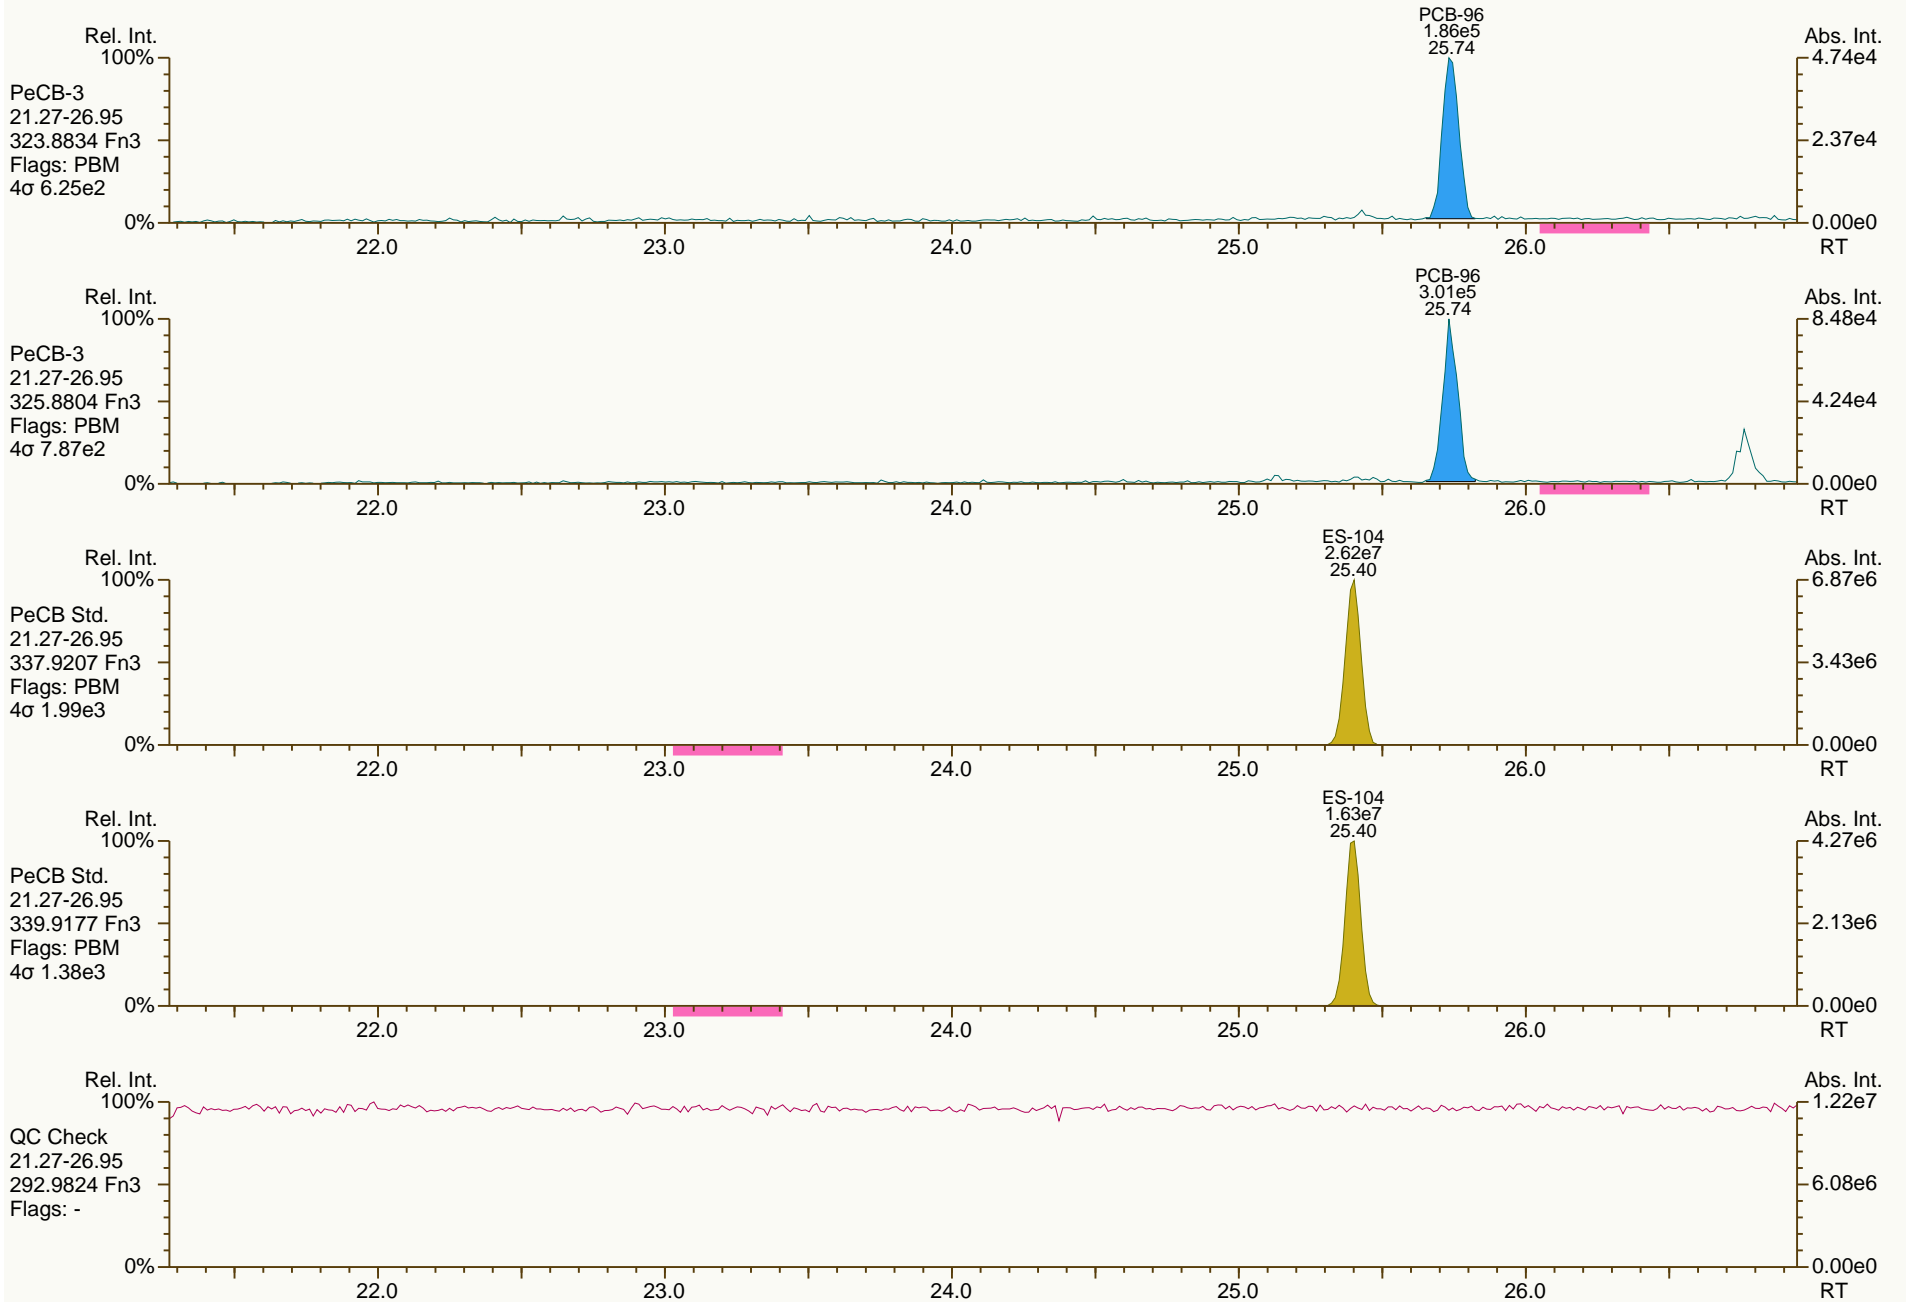 PCB-96
1.86e5
25.74
Rel. Int.
Abs. Int.
100%
4.74e4
PeCB-3
21.27-26.95
323.8834 Fn3
Flags: PBM
4σ 6.25e2
2.37e4
0%
0.00e0
22.0 23.0 24.0 25.0 26.0 RT
PCB-96
3.01e5
25.74
Rel. Int.
Abs. Int.
100%
8.48e4
PeCB-3
21.27-26.95
325.8804 Fn3
Flags: PBM
4σ 7.87e2
4.24e4
0%
0.00e0
22.0 23.0 24.0 25.0 26.0 RT
ES-104
2.62e7
25.40
Rel. Int.
Abs. Int.
100%
6.87e6
PeCB Std.
21.27-26.95
337.9207 Fn3
Flags: PBM
4σ 1.99e3
3.43e6
0%
0.00e0
22.0 23.0 24.0 25.0 26.0 RT
ES-104
1.63e7
25.40
Rel. Int.
Abs. Int.
100%
4.27e6
PeCB Std.
21.27-26.95
339.9177 Fn3
Flags: PBM
4σ 1.38e3
2.13e6
0%
0.00e0
22.0 23.0 24.0 25.0 26.0 RT
Rel. Int.
Abs. Int.
100%
1.22e7
QC Check
21.27-26.95
292.9824 Fn3
Flags: -
6.08e6
0%
0.00e0
22.0 23.0 24.0 25.0 26.0 RT